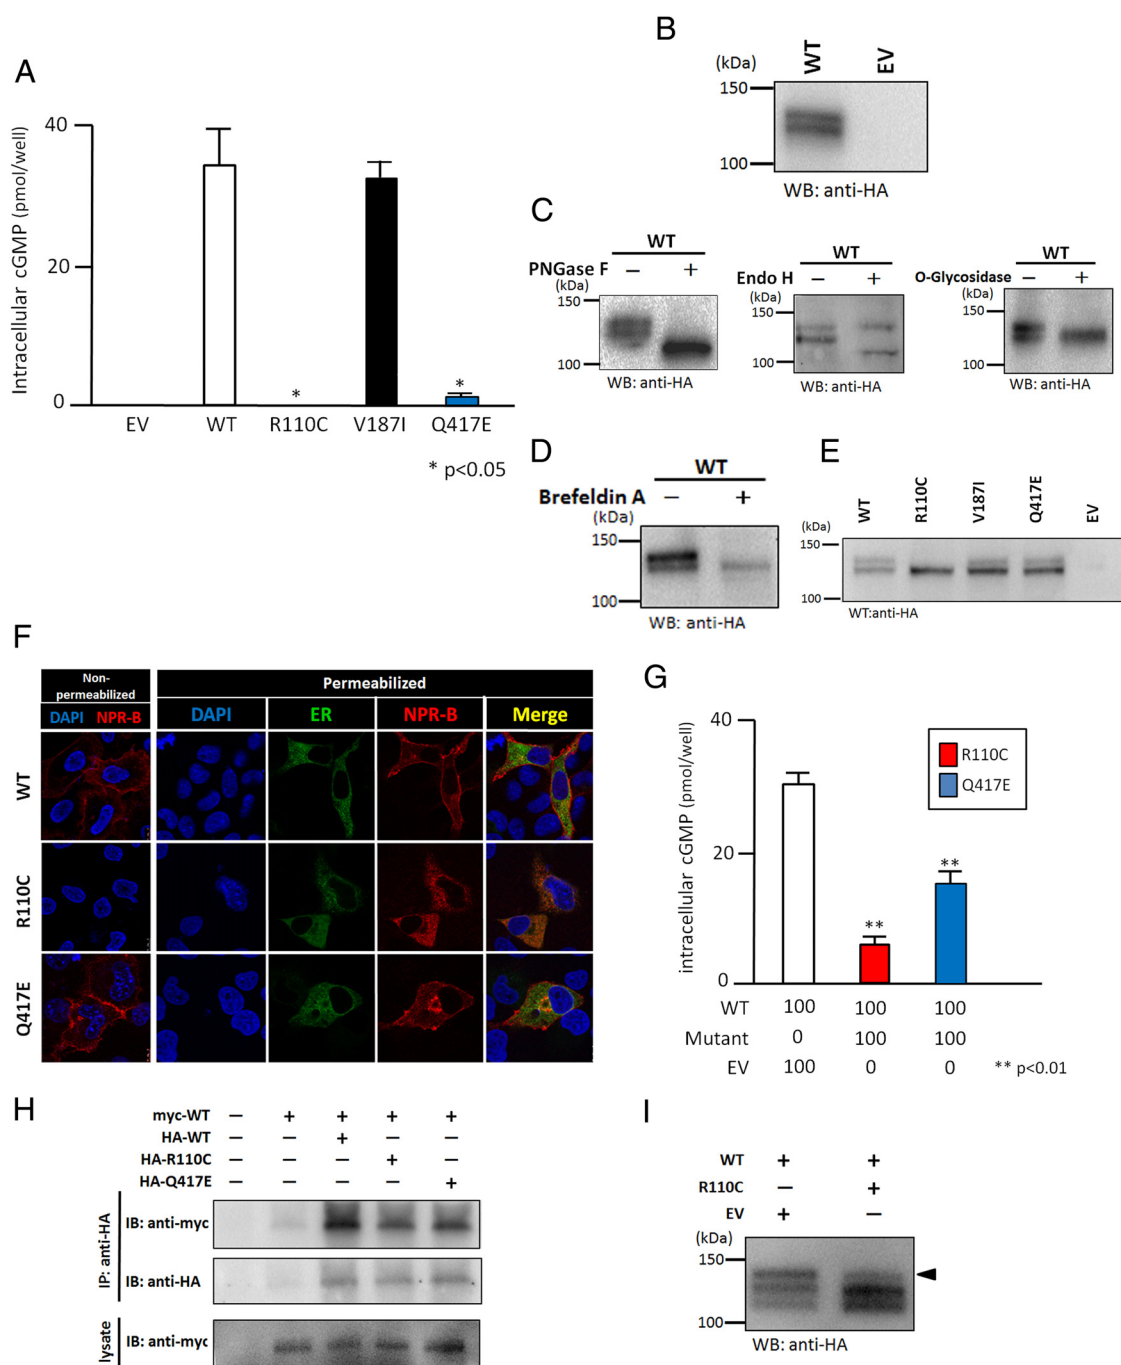 A
Intracellular cGMP (pmol/well)
40
20
0
*
*
EV WT R110C V187I Q417E
* p<0.05
B
(kDa)
WT EV
150
100
WB: anti-HA
C
WT
PNGase F − +
(kDa)
150
100
WB: anti-HA
WT
Endo H − +
(kDa)
150
100
WB: anti-HA
WT
O-Glycosidase − +
(kDa)
150
100
WB: anti-HA
D
WT
Brefeldin A − +
(kDa)
150
100
WB: anti-HA
E
WT R110C V187I Q417E EV
(kDa)
150
100
WT:anti-HA
F
Non-
permeabilized
Permeabilized
DAPI NPR-B DAPI ER NPR-B Merge
WT
R110C
Q417E
G
intracellular cGMP (pmol/well)
40
20
0
R110C
Q417E
**
**
WT 100 100 100
Mutant 0 100 100
EV 100 0 0
** p<0.01
H
myc-WT − + + + +
HA-WT − − + − −
HA-R110C − − − + −
HA-Q417E − − − − +
IP: anti-HA
IB: anti-myc
IB: anti-HA
lysate
IB: anti-myc
I
WT + +
R110C − +
EV + −
(kDa)
150
100
WB: anti-HA